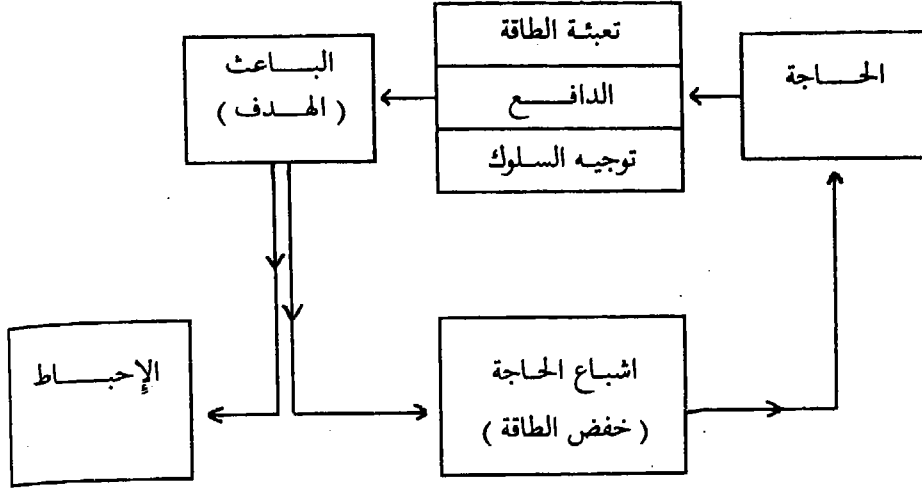 الحاجة
تعبئة الطاقة
الدافع
توجيه السلوك
الباعث
( الهدف )
اشباع الحاجة
( خفض الطاقة )
الإحباط